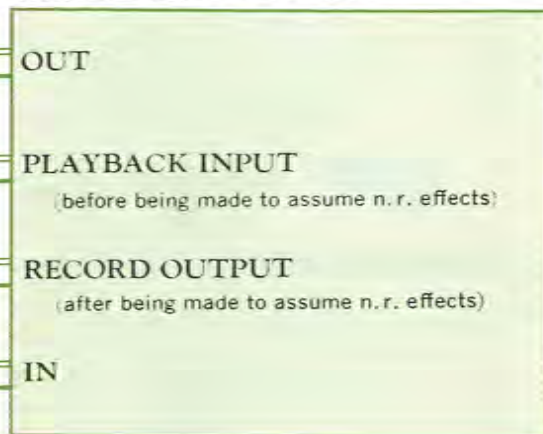 OUT
PLAYBACK INPUT
(before being made to assume n.r. effects)
RECORD OUTPUT
(after being made to assume n.r. effects)
IN